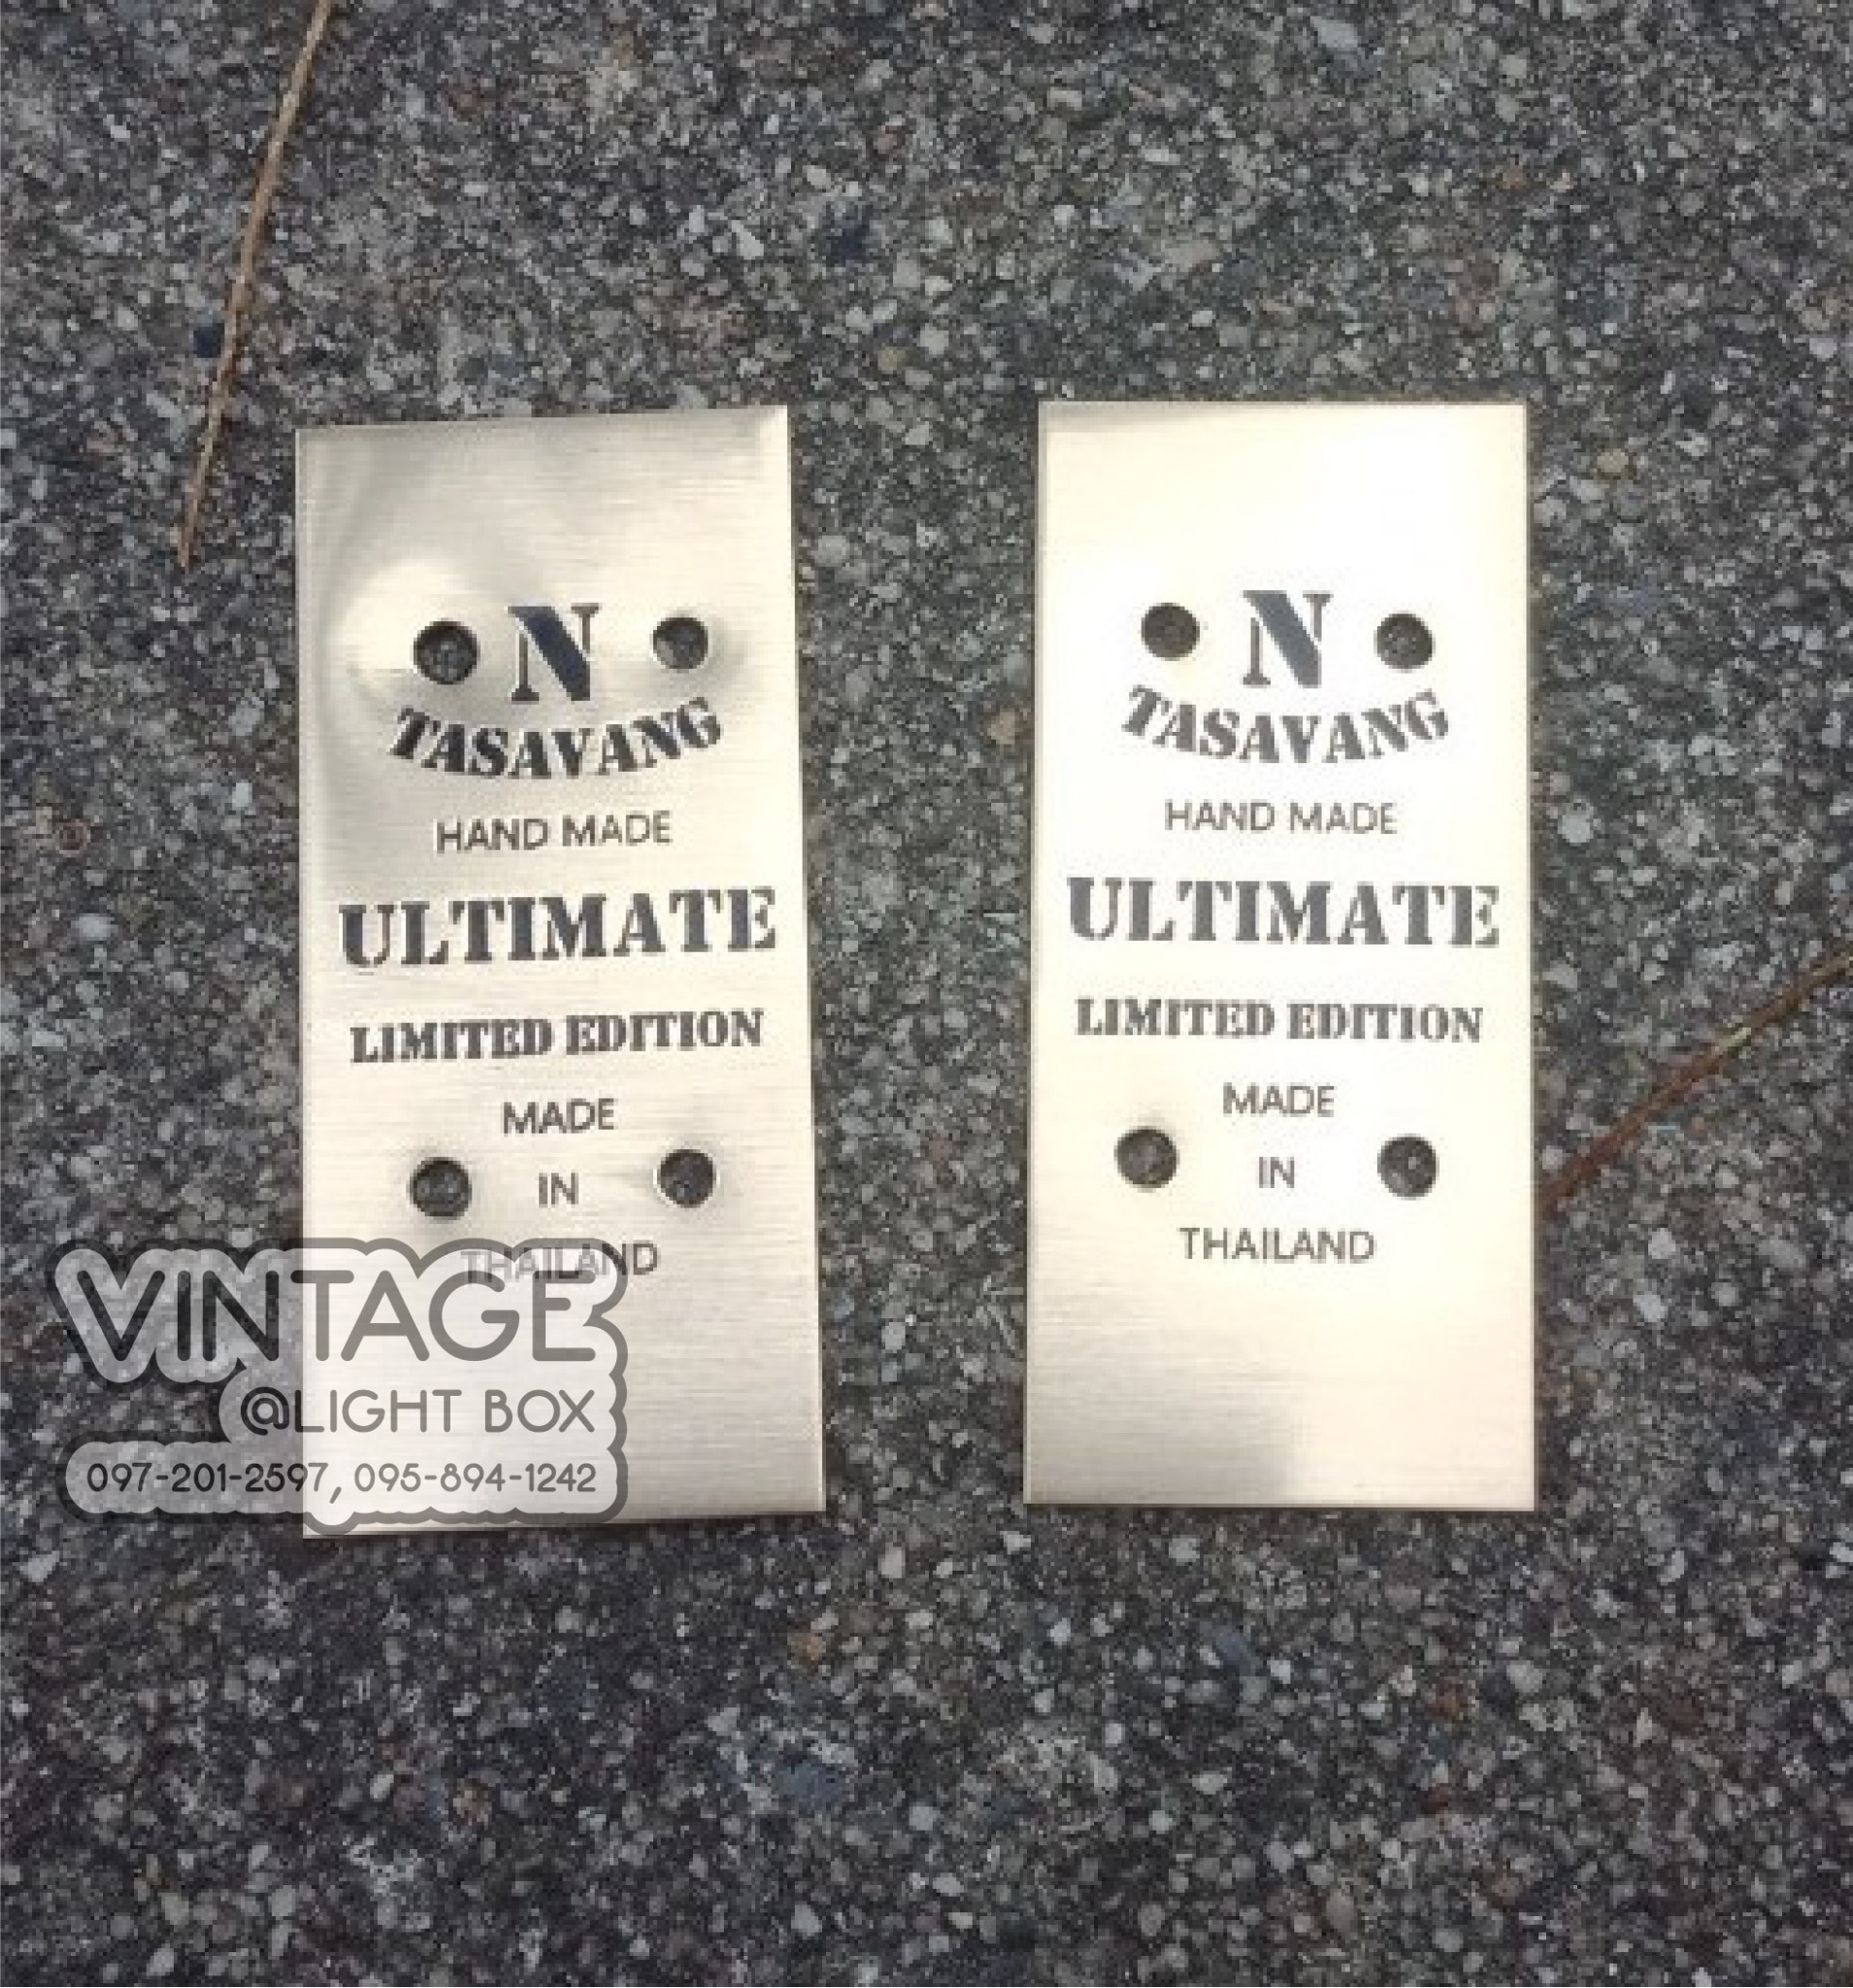 N
TASAVANG
HAND MADE
ULTIMATE
LIMITED EDITION
MADE
IN
THAILAND
N
TASAVANG
HAND MADE
ULTIMATE
LIMITED EDITION
MADE
IN
THAILAND
VINTAGE
@LIGHT BOX
097-201-2597, 095-894-1242